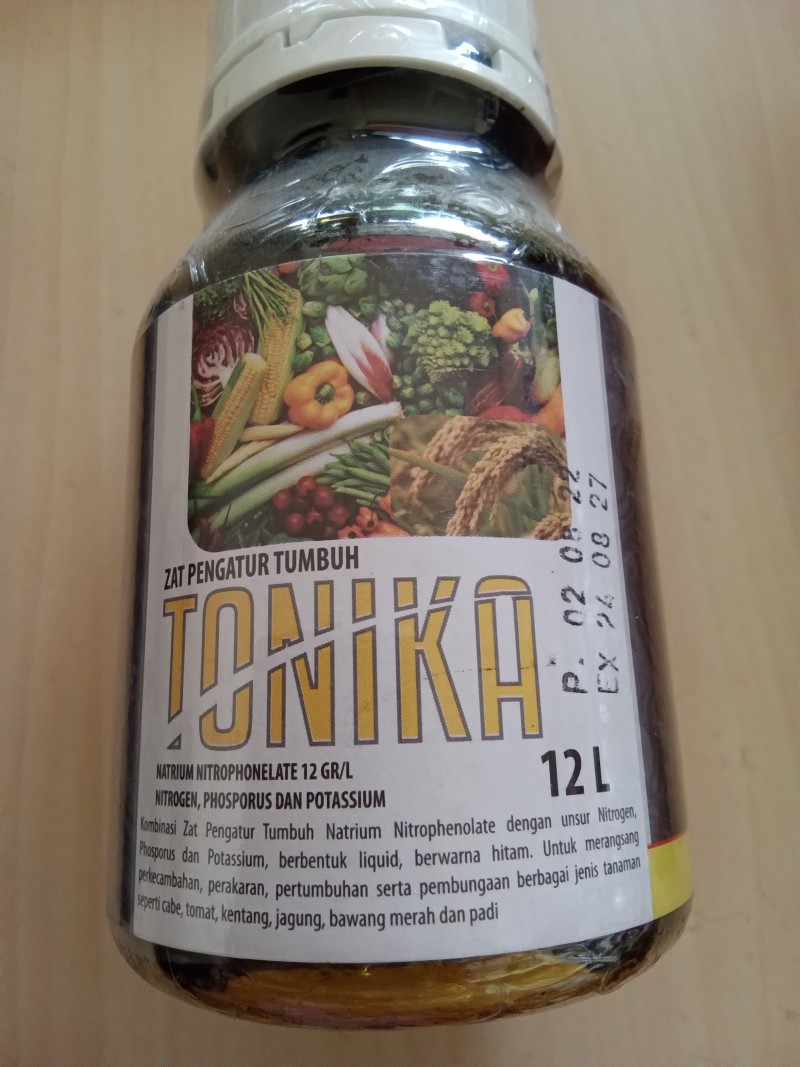 ZAT PENGATUR TUMBUH
TONIKA
12 L
NATRIUM NITROPHONELATE 12 GR/L
NITROGEN, PHOSPORUS DAN POTASSIUM
Kombinasi Zat Pengatur Tumbuh Natrium Nitrophenolate dengan unsur Nitrogen,
Phosporus dan Potassium, berbentuk liquid, berwarna hitam. Untuk merangsang
perkecambahan, perakaran, pertumbuhan serta pembungaan berbagai jenis tanaman
seperti cabe, tomat, kentang, jagung, bawang merah dan padi
P. 02 08 22
EX 24 08 27